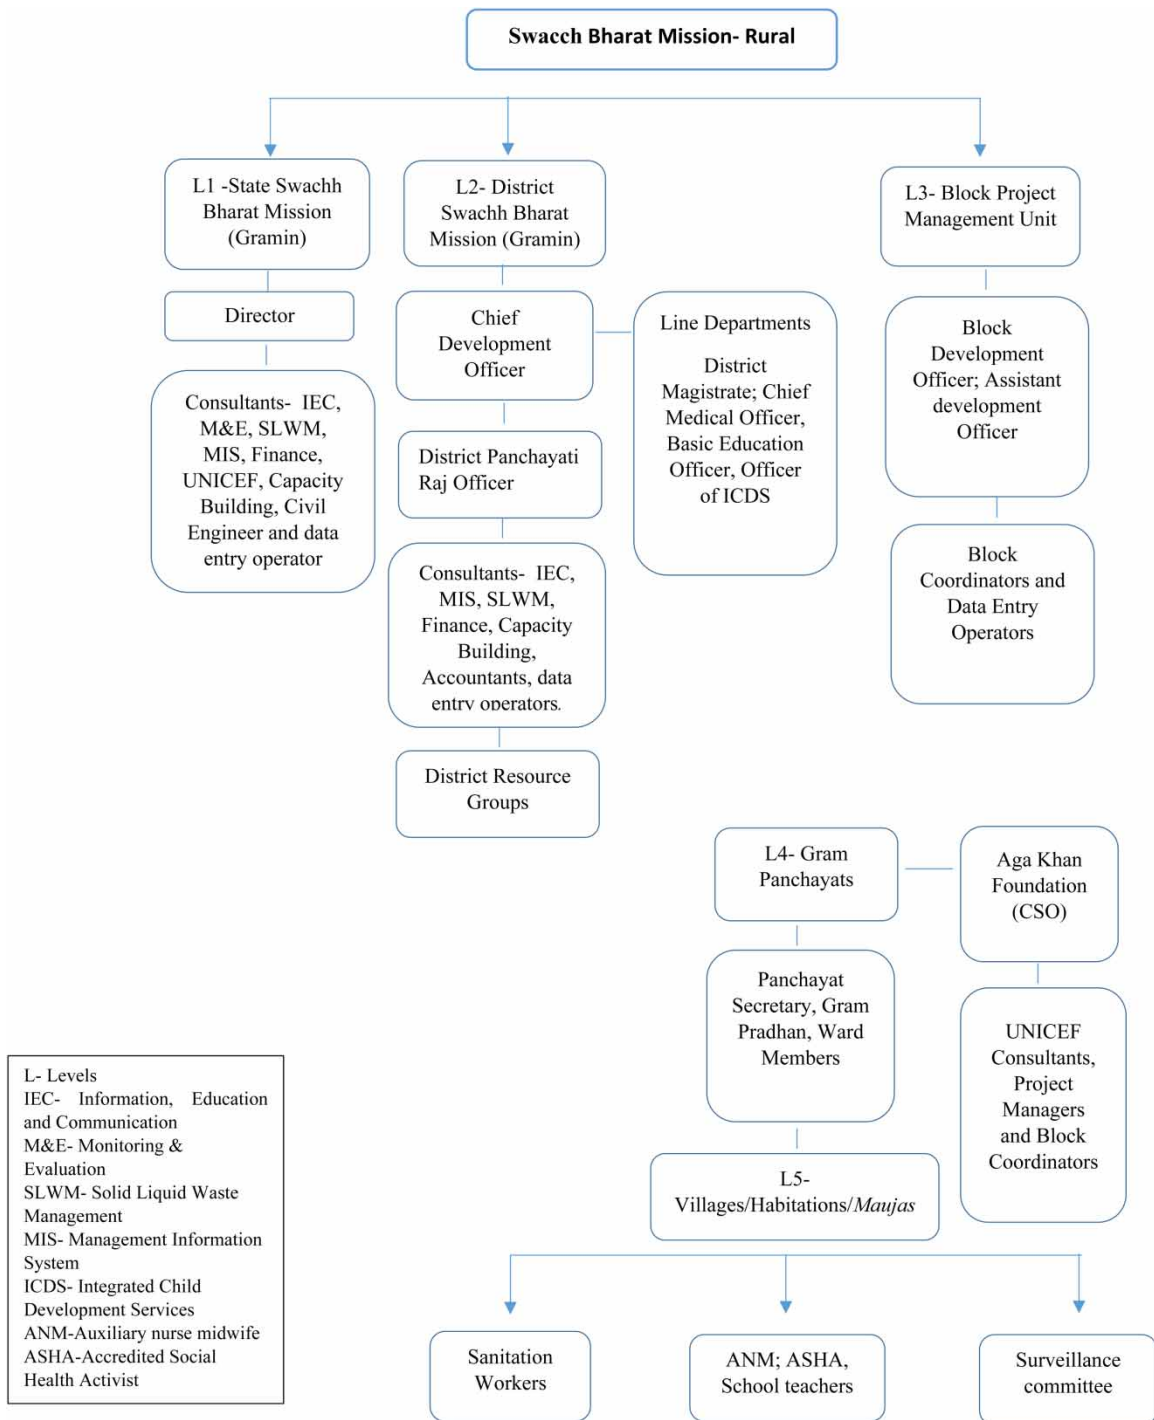 Swacch Bharat Mission- Rural
L1 -State Swachh
Bharat Mission
(Gramin)
Director
Consultants- IEC,
M&E, SLWM,
MIS, Finance,
UNICEF, Capacity
Building, Civil
Engineer and data
entry operator
L2- District
Swachh Bharat
Mission (Gramin)
Chief
Development
Officer
Line Departments
District
Magistrate; Chief
Medical Officer,
Basic Education
Officer, Officer
of ICDS
District Panchayati
Raj Officer
Consultants- IEC,
MIS, SLWM,
Finance, Capacity
Building,
Accountants, data
entry operators.
District Resource
Groups
L3- Block Project
Management Unit
Block
Development
Officer; Assistant
development
Officer
Block
Coordinators and
Data Entry
Operators
L4- Gram
Panchayats
Aga Khan
Foundation
(CSO)
Panchayat
Secretary, Gram
Pradhan, Ward
Members
UNICEF
Consultants,
Project
Managers
and Block
Coordinators
L5-
Villages/Habitations/Maujas
Sanitation
Workers
ANM; ASHA,
School teachers
Surveillance
committee
L- Levels
IEC- Information, Education
and Communication
M&E- Monitoring &
Evaluation
SLWM- Solid Liquid Waste
Management
MIS- Management Information
System
ICDS- Integrated Child
Development Services
ANM-Auxiliary nurse midwife
ASHA-Accredited Social
Health Activist